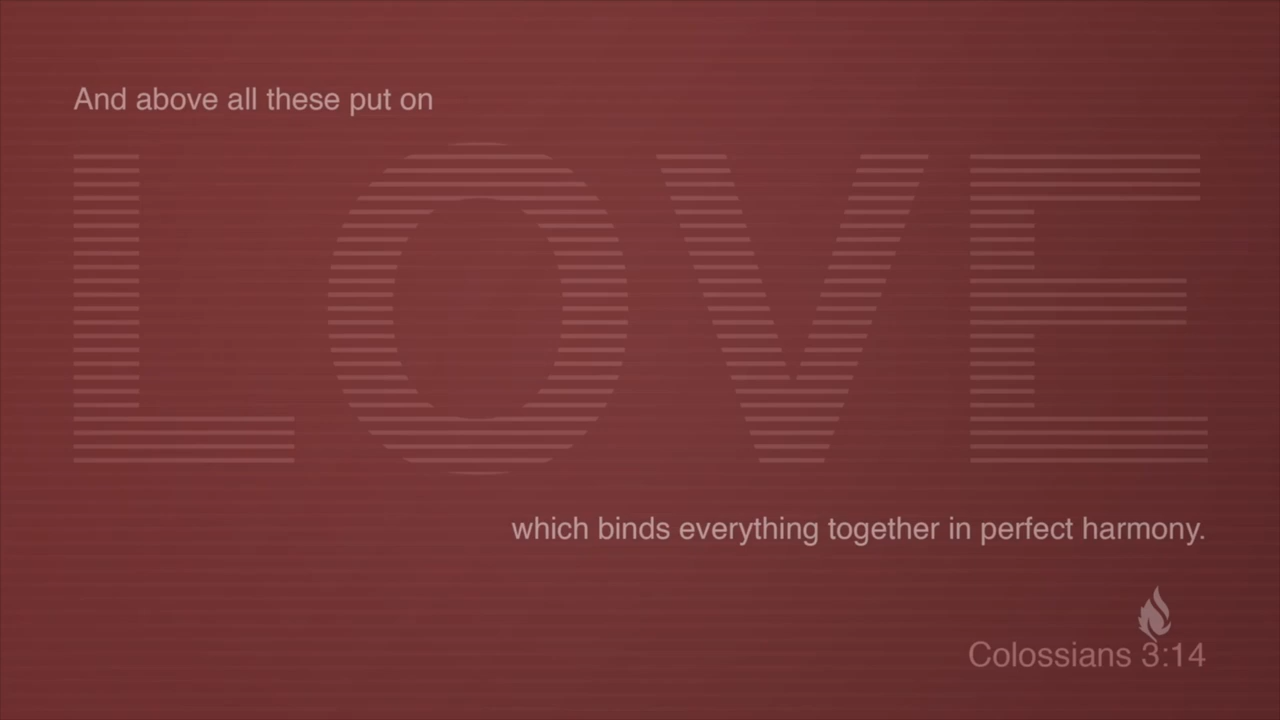 And above all these put on
LOVE
which binds everything together in perfect harmony.
Colossians 3:14